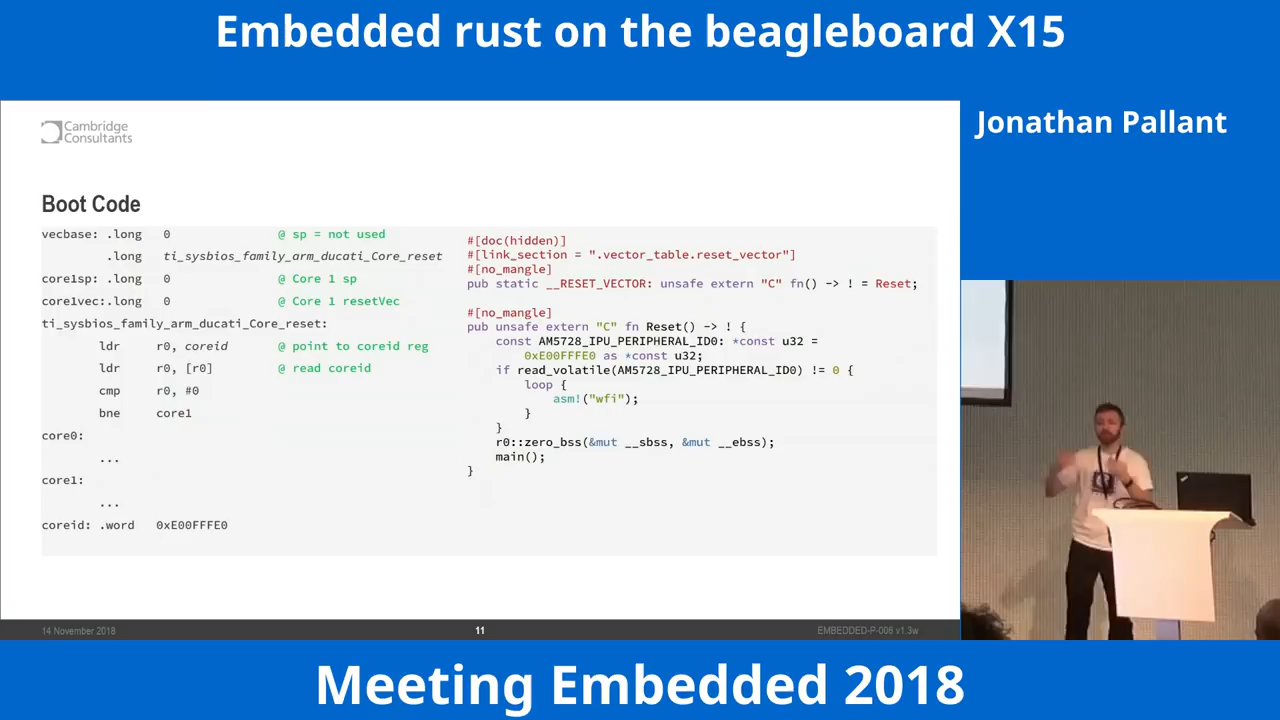 Embedded rust on the beagleboard X15
Jonathan Pallant
Cambridge
Consultants
Boot Code
vecbase: .long 0 @ sp = not used
.long ti_sysbios_family_arm_ducati_Core_reset
core1sp: .long 0 @ Core 1 sp
core1vec:.long 0 @ Core 1 resetVec
ti_sysbios_family_arm_ducati_Core_reset:
ldr r0, coreid @ point to coreid reg
ldr r0, [r0] @ read coreid
cmp r0, #0
bne core1
core0:
...
core1:
...
coreid: .word 0xE00FFFE0
#[doc(hidden)]
#[link_section = ".vector_table.reset_vector"]
#[no_mangle]
pub static __RESET_VECTOR: unsafe extern "C" fn() -> ! = Reset;
#[no_mangle]
pub unsafe extern "C" fn Reset() -> ! {
const AM5728_IPU_PERIPHERAL_ID0: *const u32 =
0xE00FFFE0 as *const u32;
if read_volatile(AM5728_IPU_PERIPHERAL_ID0) != 0 {
loop {
asm!("wfi");
}
}
r0::zero_bss(&mut __sbss, &mut __ebss);
main();
}
14 November 2018
11
EMBEDDED-P-006 v1.3w
Meeting Embedded 2018